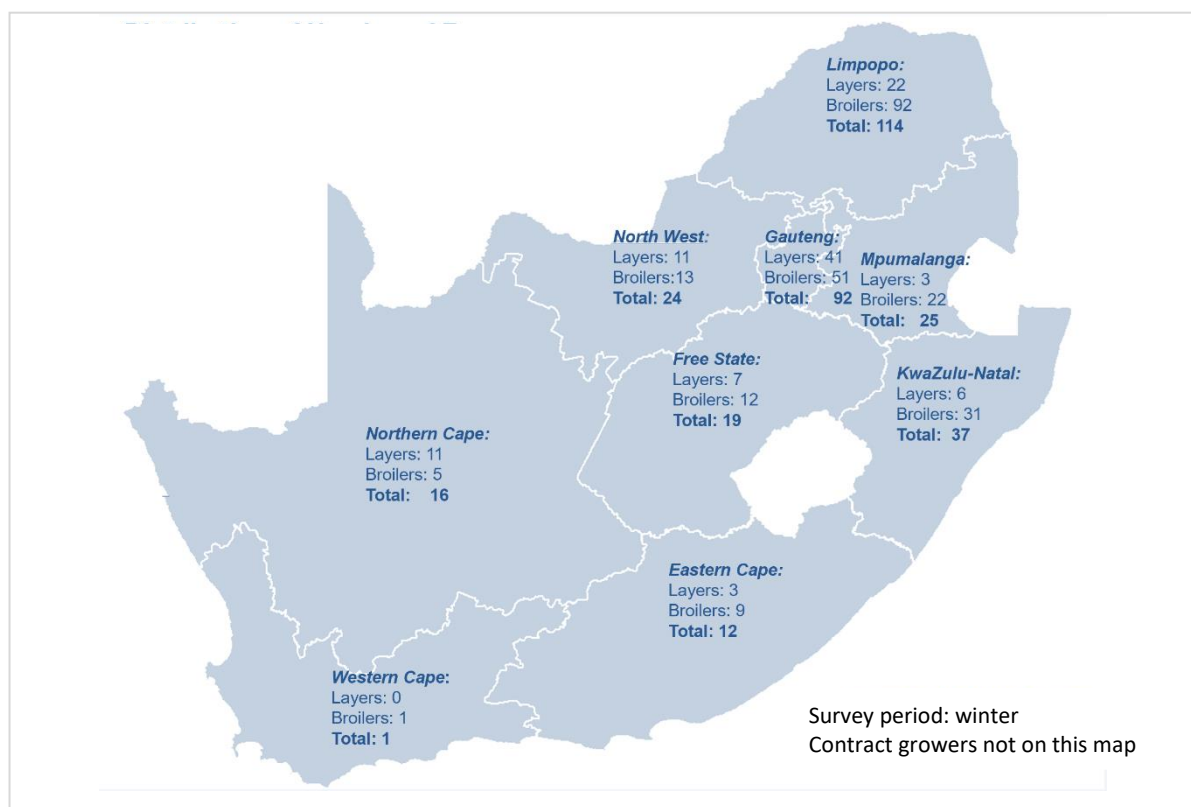 Limpopo:
Layers: 22
Broilers: 92
Total: 114
North West:
Layers: 11
Broilers:13
Total: 24
Gauteng:
Layers: 41
Broilers: 51
Total: 92
Mpumalanga:
Layers: 3
Broilers: 22
Total: 25
Free State:
Layers: 7
Broilers: 12
Total: 19
KwaZulu-Natal:
Layers: 6
Broilers: 31
Total: 37
Northern Cape:
Layers: 11
Broilers: 5
Total: 16
Eastern Cape:
Layers: 3
Broilers: 9
Total: 12
Western Cape:
Layers: 0
Broilers: 1
Total: 1
Survey period: winter
Contract growers not on this map